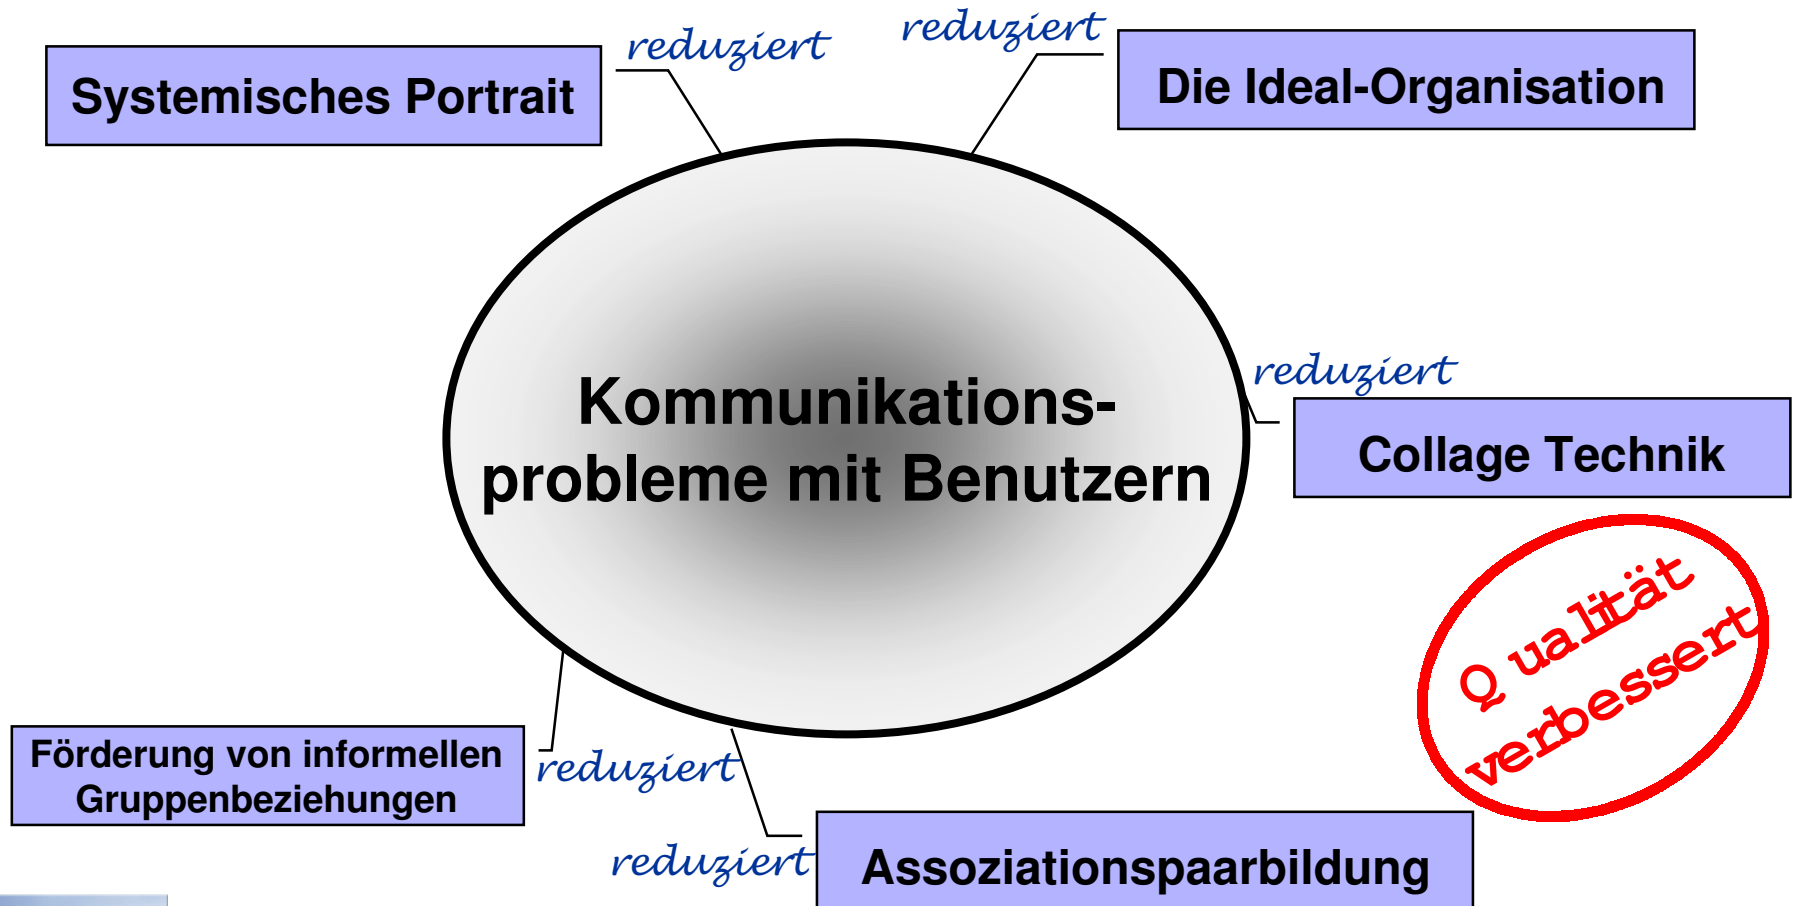 reduziert
reduziert
Systemisches Portrait
Die Ideal-Organisation
Kommunikations-
probleme mit Benutzern
reduziert
Collage Technik
Qualität
verbessert
Förderung von informellen
Gruppenbeziehungen
reduziert
reduziert
Assoziationspaarbildung